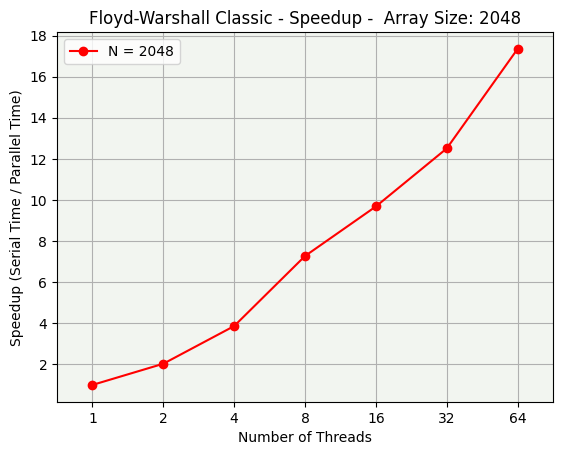 Floyd-Warshall Classic - Speedup -  Array Size: 2048
N = 2048
Speedup (Serial Time / Parallel Time)
18
16
14
12
10
8
6
4
2
1 2 4 8 16 32 64
Number of Threads